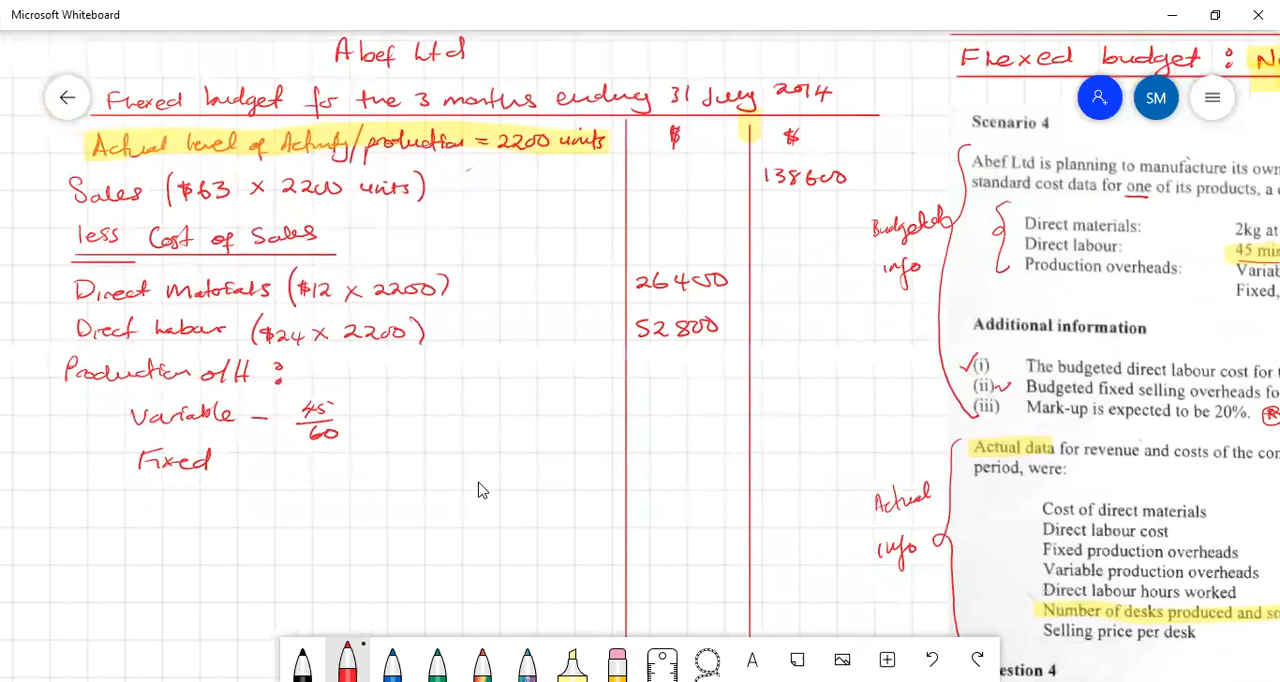 Microsoft Whiteboard
Abef Ltd
Flexed budget for the 3 months ending 31 July 2014
Actual level of Activity/production = 2200 units $ $
Sales ($63 x 2200 units) 138600
less Cost of Sales
Direct Materials ($12 x 2200) 26400
Direct labour ($24 x 2200) 52800
Production o/H :
Variable - 45/60
Fixed
Flexed budget :
SM
Scenario 4
Abef Ltd is planning to manufacture its own
standard cost data for one of its products, a
Budgeted
info
Direct materials: 2kg at
Direct labour: 45 min
Production overheads: Variab
Fixed,
Additional information
(i) The budgeted direct labour cost for
(ii) Budgeted fixed selling overheads fo
(iii) Mark-up is expected to be 20%.
Actual data for revenue and costs of the con
period, were:
Actual
info
Cost of direct materials
Direct labour cost
Fixed production overheads
Variable production overheads
Direct labour hours worked
Number of desks produced and so
Selling price per desk
estion 4
A